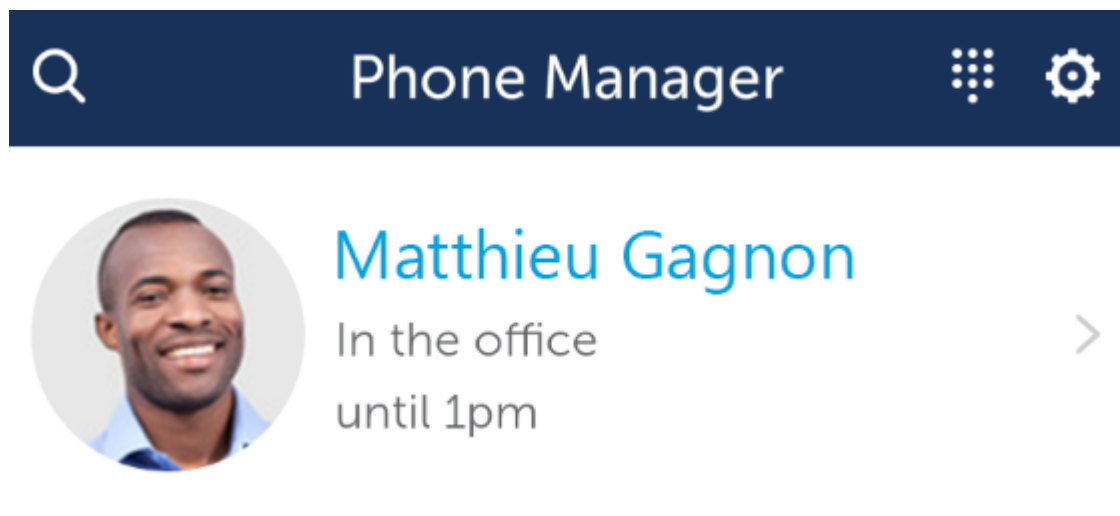 Phone Manager
Matthieu Gagnon
In the office
until 1pm